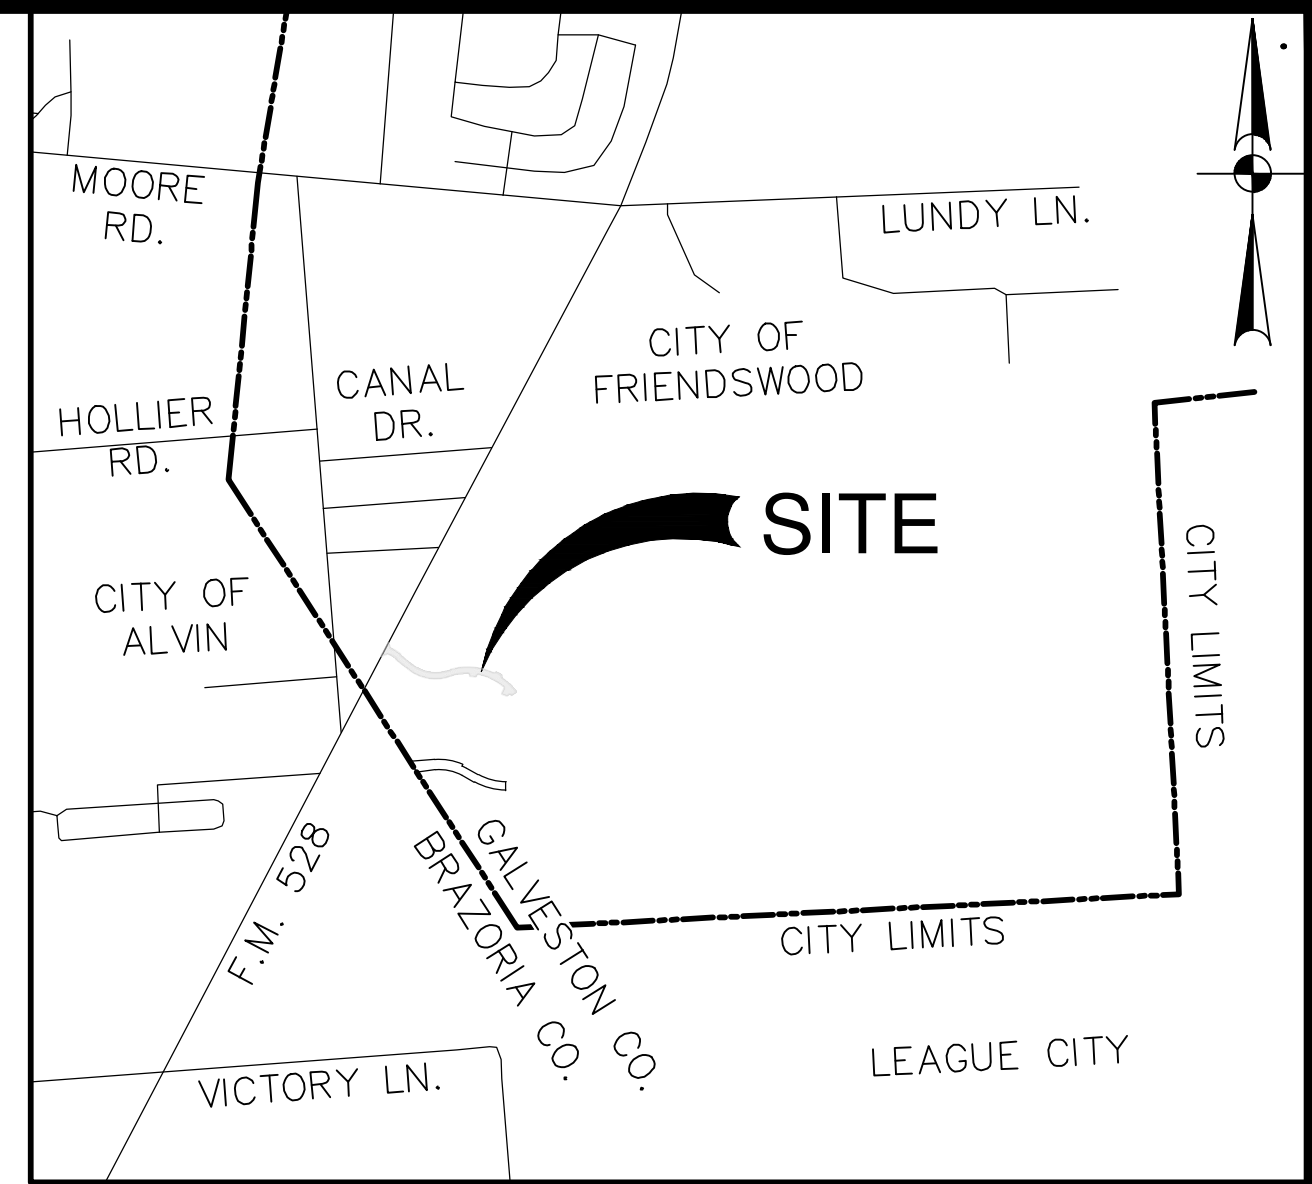 MOORE
RD.
LUNDY LN.
CITY OF
FRIENDSWOOD
CANAL
DR.
HOLLIER
RD.
SITE
CITY LIMITS
CITY OF
ALVIN
F.M. 528
BRAZORIA CO.
GALVESTON CO.
CITY LIMITS
LEAGUE CITY
VICTORY LN.